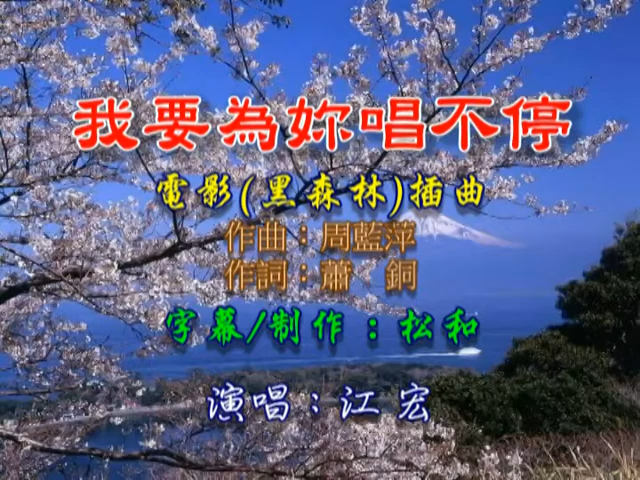 我要為妳唱不停
電影(黑森林)插曲
作曲：周藍萍
作詞：蕭　銅
字幕/制作：松和
演唱：江宏